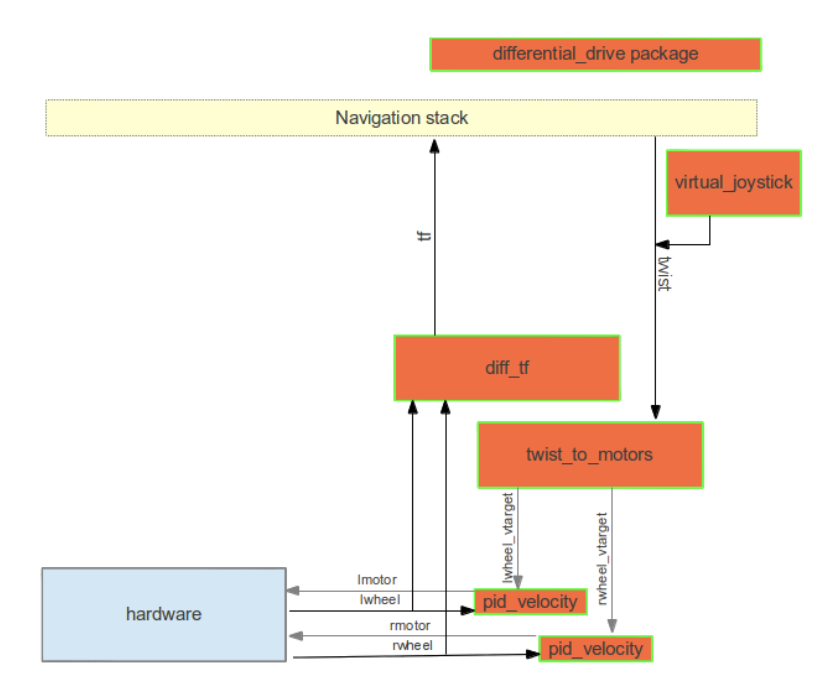 differential_drive package
Navigation stack
virtual_joystick
tf
twist
diff_tf
twist_to_motors
lwheel_vtarget
rwheel_vtarget
hardware
lmotor
lwheel
pid_velocity
rmotor
rwheel
pid_velocity